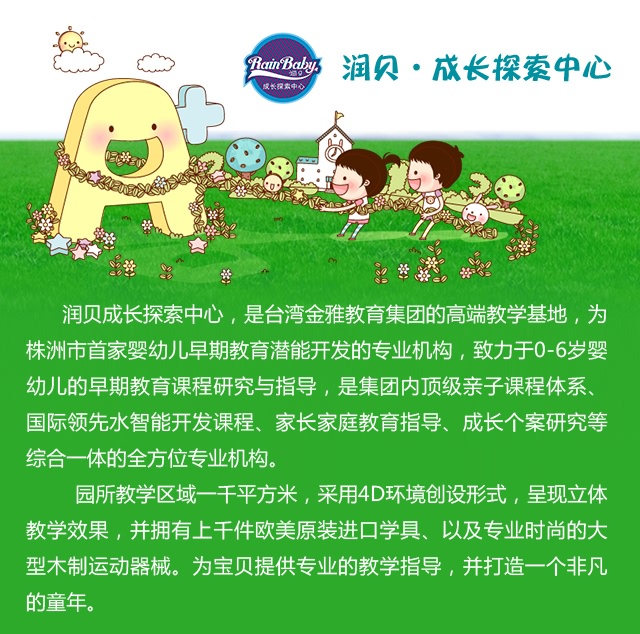 RainBaby
润贝
成长探索中心
润贝·成长探索中心
A+
润贝成长探索中心，是台湾金雅教育集团的高端教学基地，为
株洲市首家婴幼儿早期教育潜能开发的专业机构，致力于0-6岁婴
幼儿的早期教育课程研究与指导，是集团内顶级亲子课程体系、
国际领先水智能开发课程、家长家庭教育指导、成长个案研究等
综合一体的全方位专业机构。
园所教学区域一千平方米，采用4D环境创设形式，呈现立体
教学效果，并拥有上千件欧美原装进口学具、以及专业时尚的大
型木制运动器械。为宝贝提供专业的教学指导，并打造一个非凡
的童年。